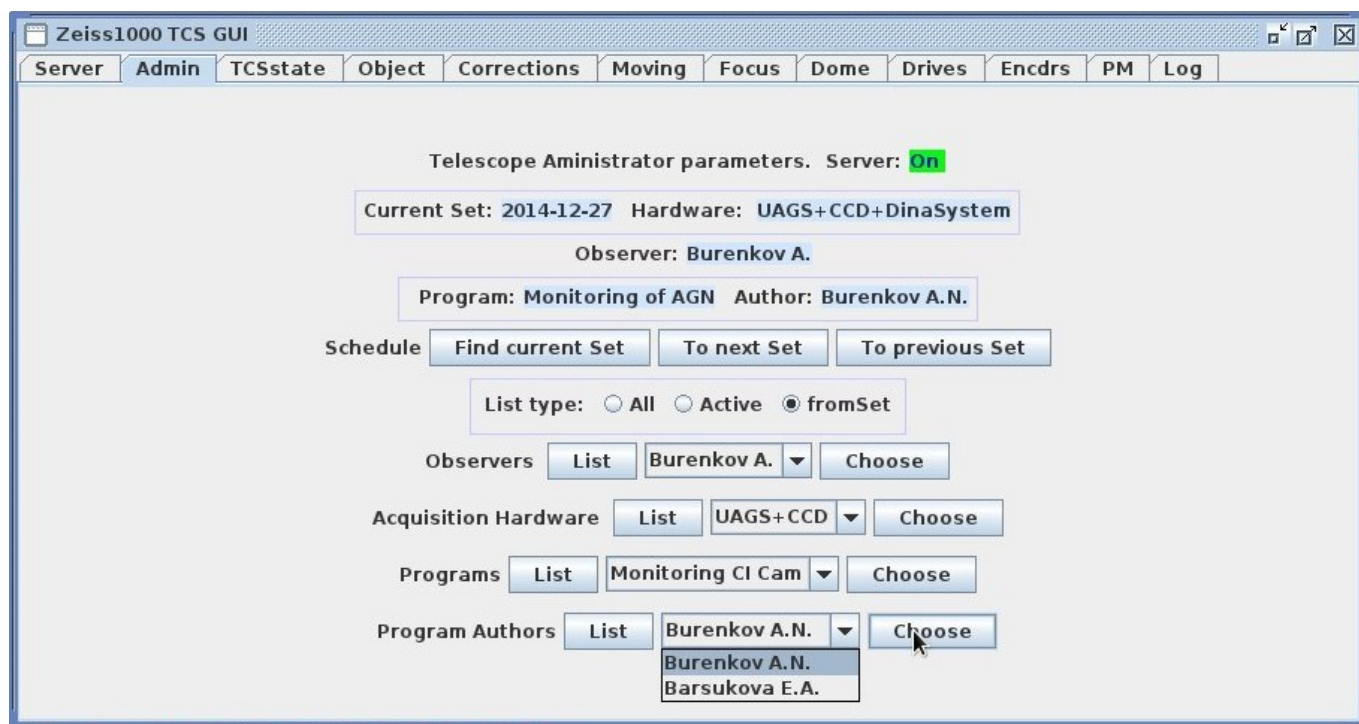 Zeiss1000 TCS GUI
Server Admin TCSstate Object Corrections Moving Focus Dome Drives Encdrs PM Log
Telescope Aministrator parameters. Server: On
Current Set: 2014-12-27 Hardware: UAGS+CCD+DinaSystem
Observer: Burenkov A.
Program: Monitoring of AGN Author: Burenkov A.N.
Schedule Find current Set To next Set To previous Set
List type: All Active fromSet
Observers List Burenkov A. Choose
Acquisition Hardware List UAGS+CCD Choose
Programs List Monitoring CI Cam Choose
Program Authors List Burenkov A.N. Choose
Burenkov A.N.
Barsukova E.A.